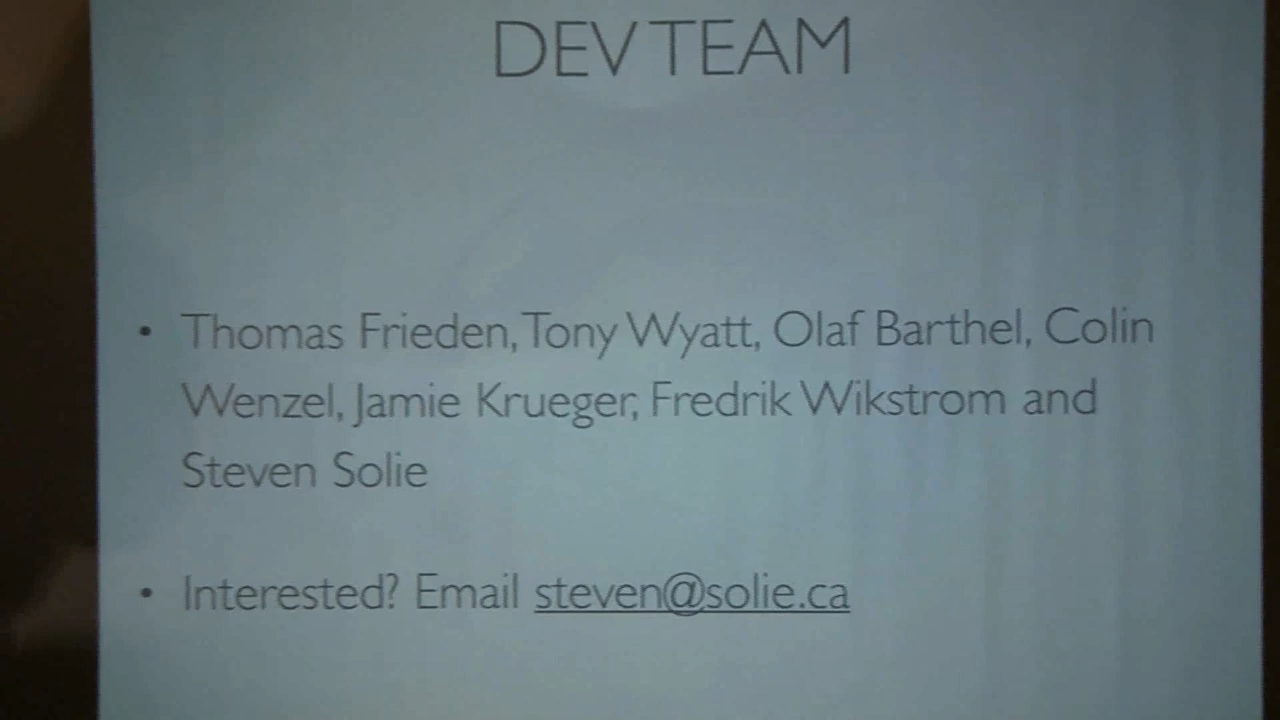 DEV TEAM
• Thomas Frieden, Tony Wyatt, Olaf Barthel, Colin
Wenzel, Jamie Krueger, Fredrik Wikstrom and
Steven Solie
• Interested? Email steven@solie.ca